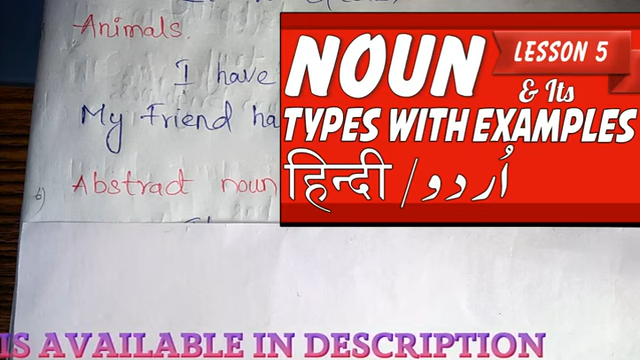 Animals.
I have
My Friend ha
6) Abstract noun
LESSON 5
NOUN
& Its
TYPES WITH EXAMPLES
हिन्दी / اُردو
IS AVAILABLE IN DESCRIPTION